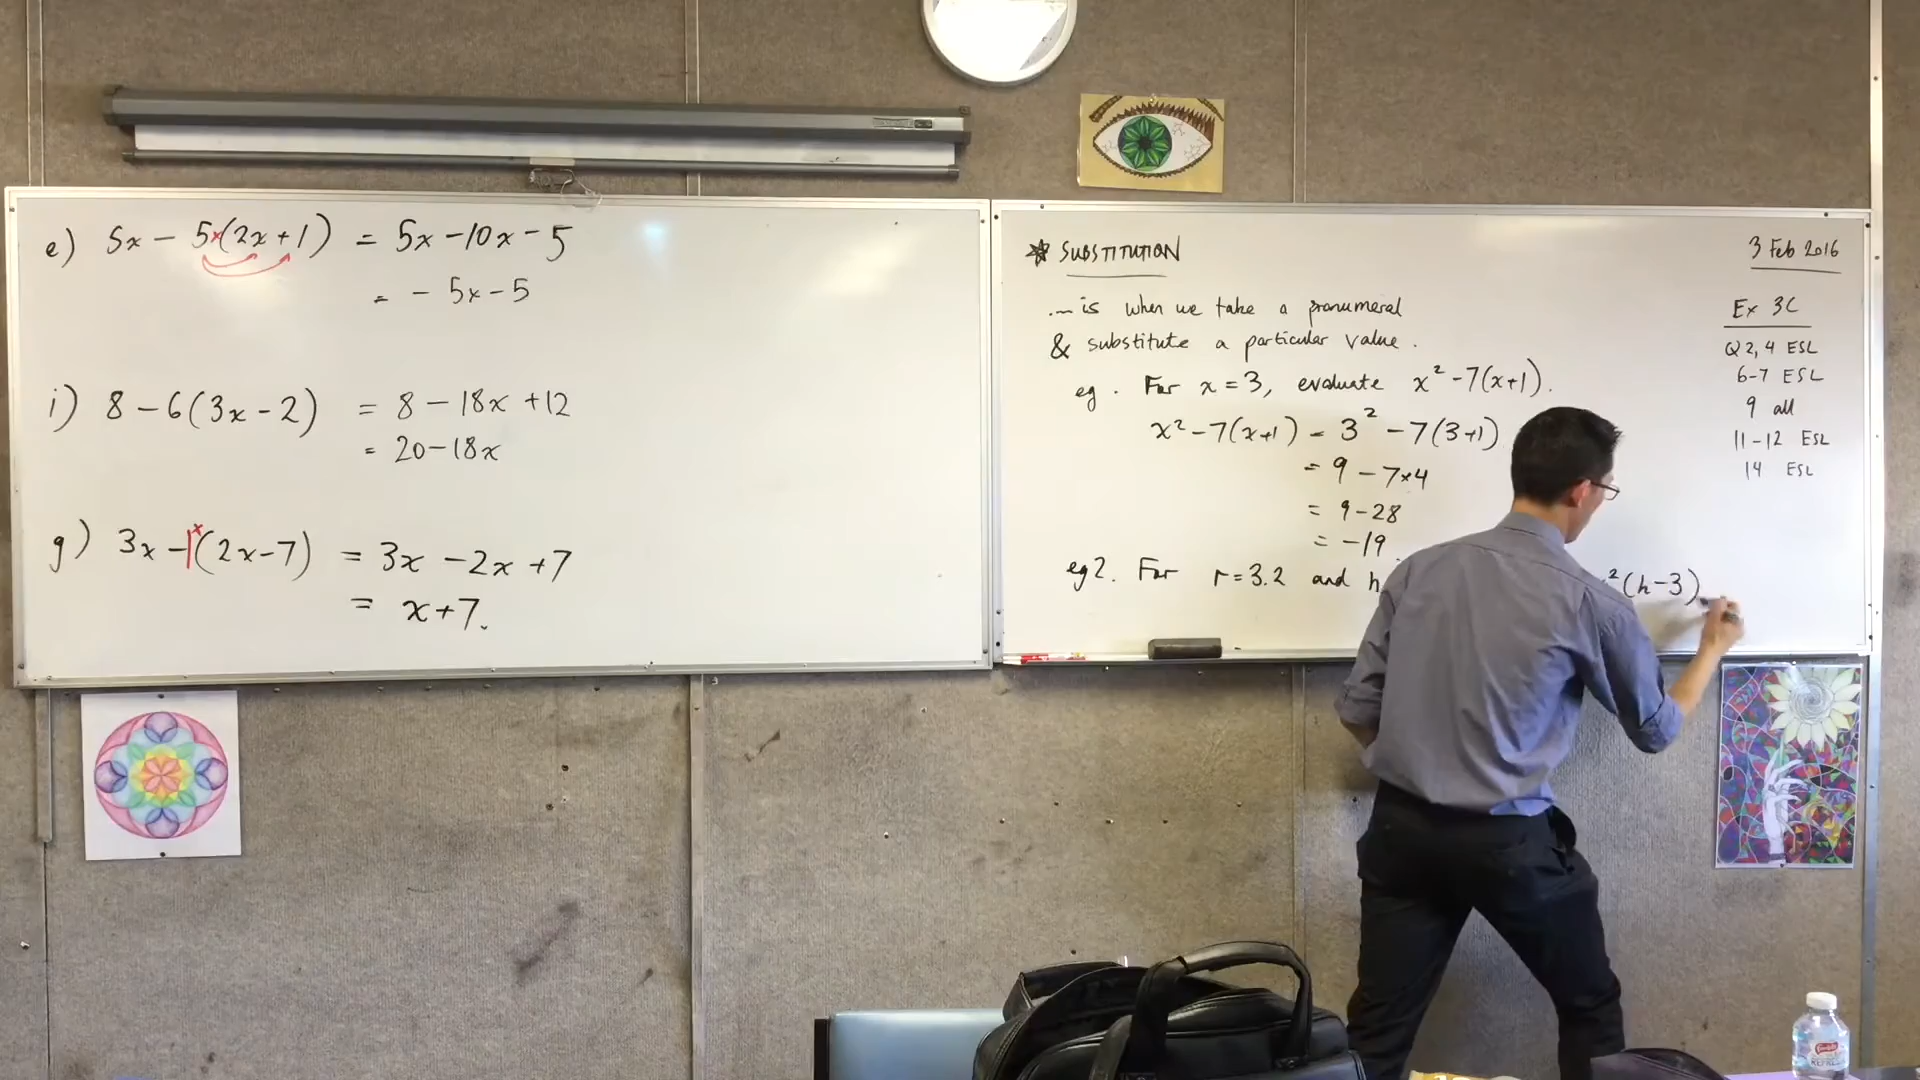 e) 5x - 5×(2x+1) = 5x - 10x - 5
= - 5x - 5
i) 8 - 6(3x - 2) = 8 - 18x + 12
= 20 - 18x
g) 3x - 1×(2x - 7) = 3x - 2x + 7
= x + 7.
★ SUBSTITUTION
... is when we take a pronumeral
& substitute a particular value.
eg. For x = 3, evaluate x² - 7(x+1).
x² - 7(x+1) = 3² - 7(3+1)
= 9 - 7×4
= 9 - 28
= -19
eg 2. For r = 3.2 and h ²(h-3)
3 Feb 2016
Ex 3C
Q 2, 4 ESL
6-7 ESL
9 all
11-12 ESL
14 ESL